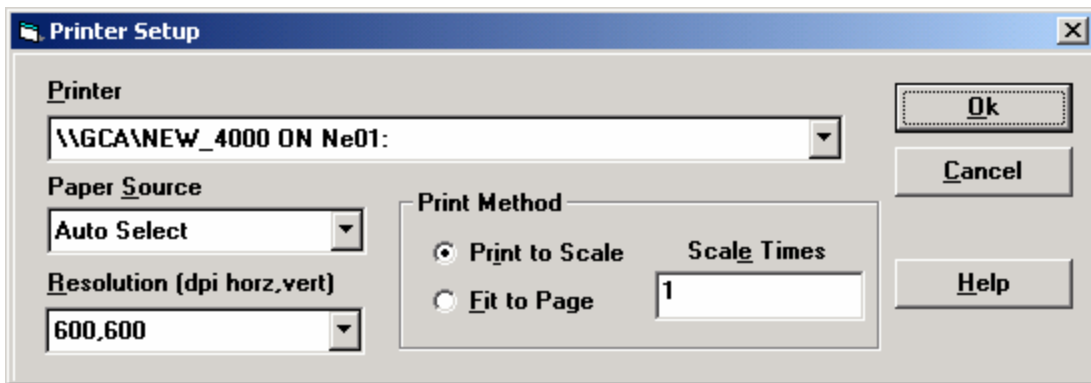 Printer Setup
Printer
\\GCA\NEW_4000 ON Ne01:
Ok
Paper Source
Cancel
Auto Select
Print Method
Print to Scale
Scale Times
Resolution (dpi horz,vert)
Fit to Page
1
Help
600,600